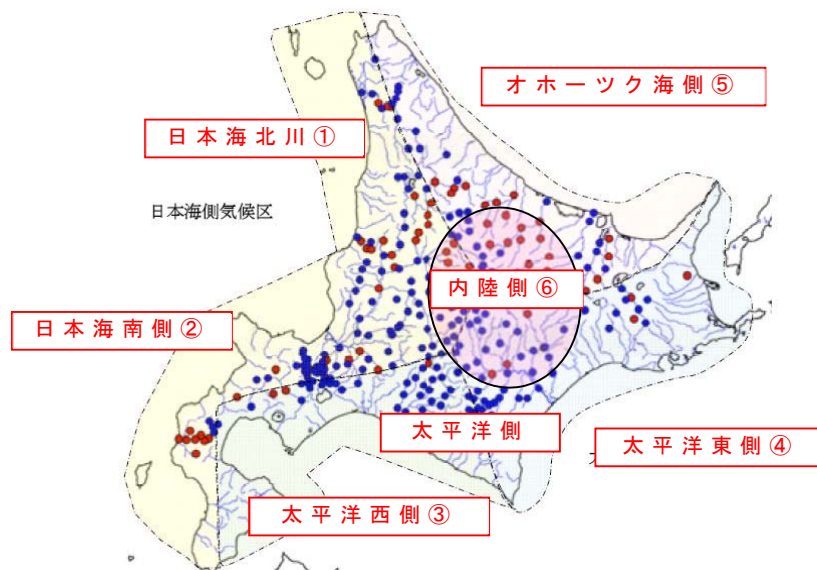 オホーツク海側⑤
日本海北川①
日本海側気候区
内陸側⑥
日本海南側②
太平洋側
太平洋東側④
太平洋西側③